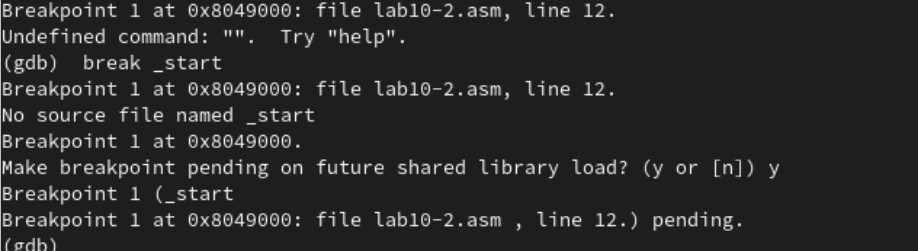 Breakpoint 1 at 0x8049000: file lab10-2.asm, line 12.
Undefined command: "".  Try "help".
(gdb)  break _start
Breakpoint 1 at 0x8049000: file lab10-2.asm, line 12.
No source file named _start
Breakpoint 1 at 0x8049000.
Make breakpoint pending on future shared library load? (y or [n]) y
Breakpoint 1 (_start
Breakpoint 1 at 0x8049000: file lab10-2.asm , line 12.) pending.
(gdb)